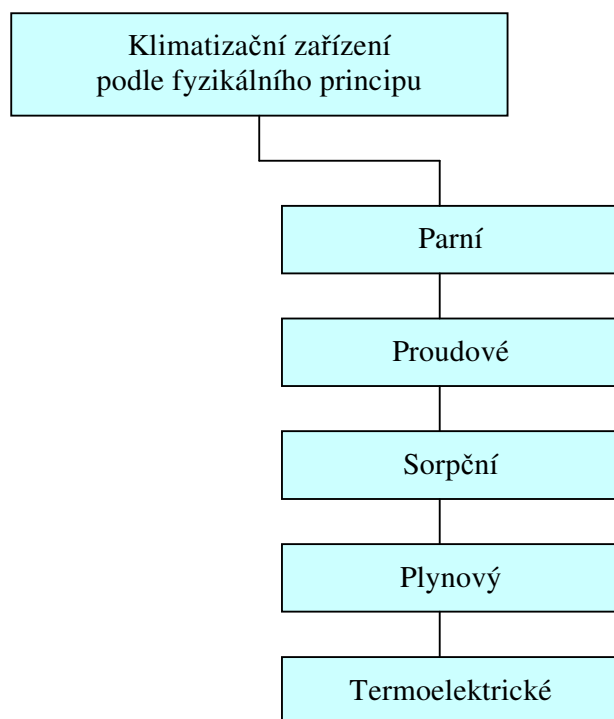 Klimatizační zařízení
podle fyzikálního principu
Parní
Proudové
Sorpční
Plynový
Termoelektrické